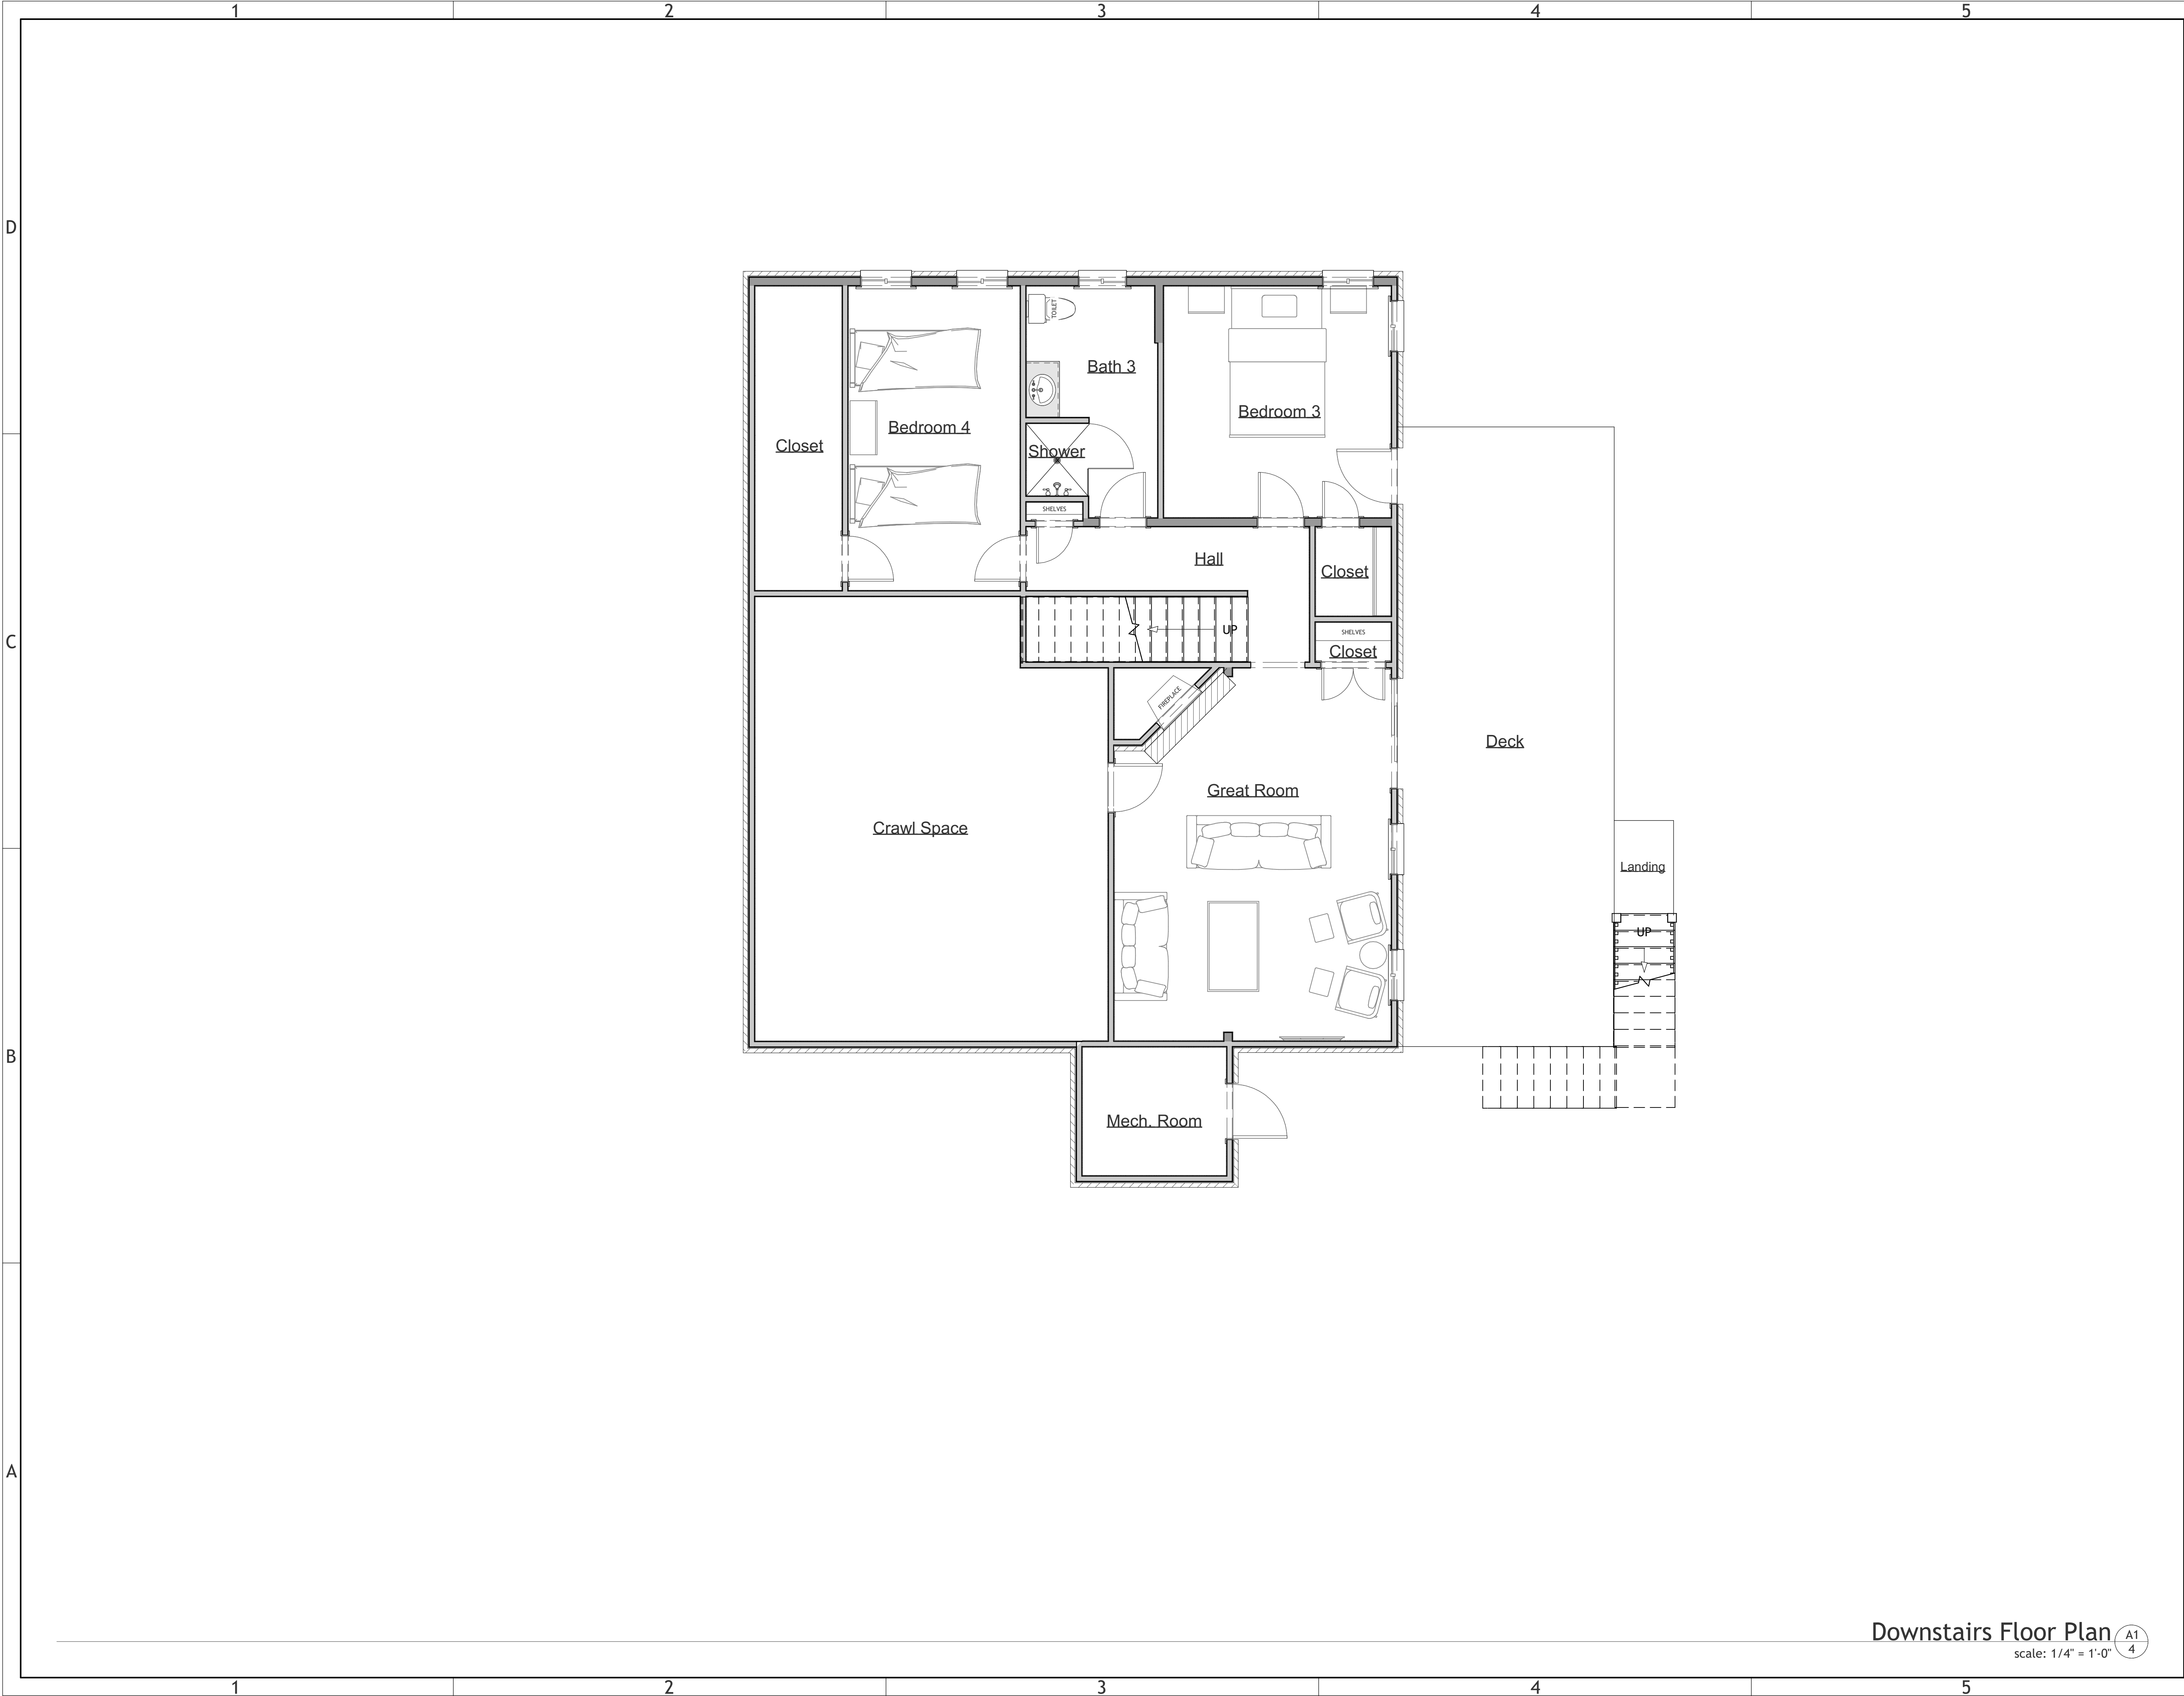 1 2 3 4 5
D
TOILET
Bath 3
Bedroom 3
Bedroom 4
Closet
Shower
SHELVES
Hall
Closet
C
UP
SHELVES
Closet
FIREPLACE
Deck
Great Room
Crawl Space
Landing
UP
B
Mech. Room
A
Downstairs Floor Plan
scale: 1/4" = 1'-0"
A1
4
1 2 3 4 5